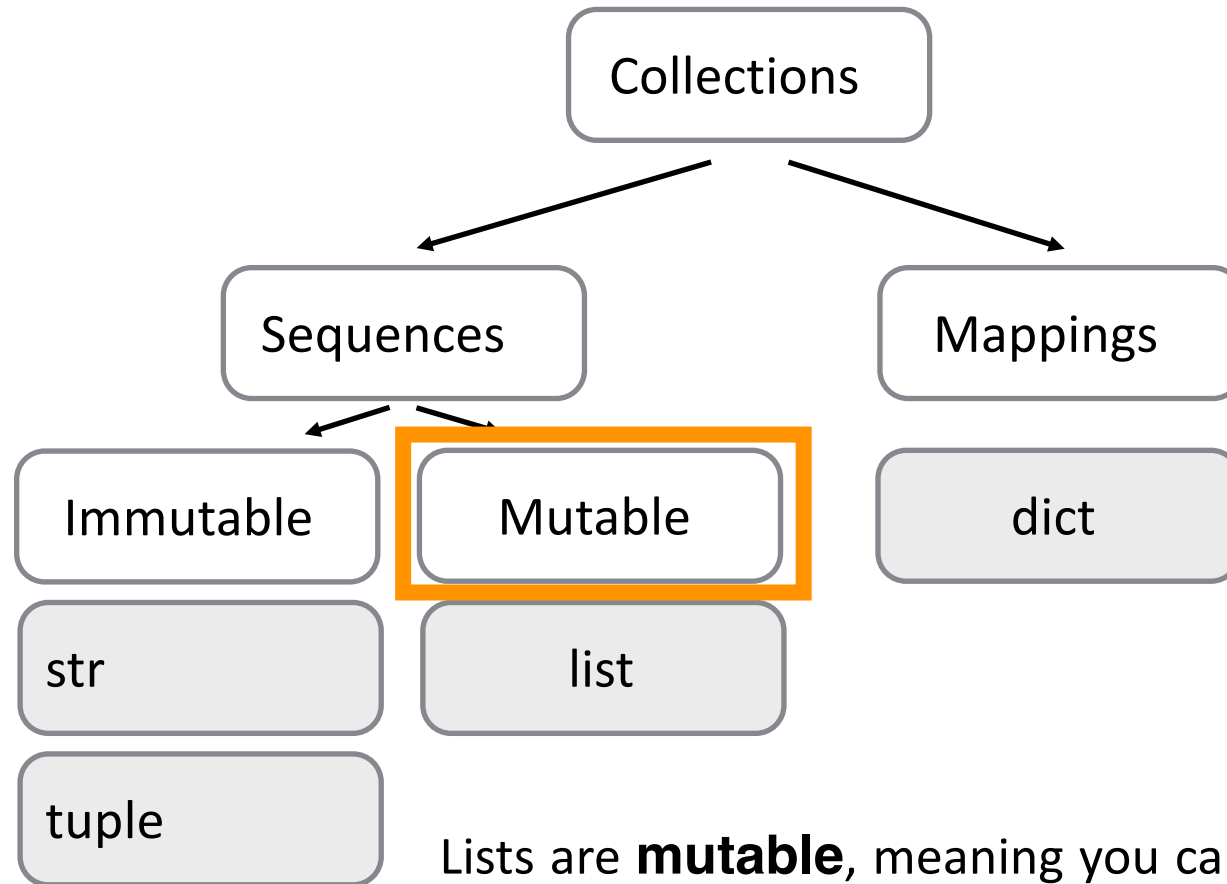 Collections
Sequences
Mappings
Immutable
Mutable
dict
str
list
tuple
Lists are mutable, meaning you ca